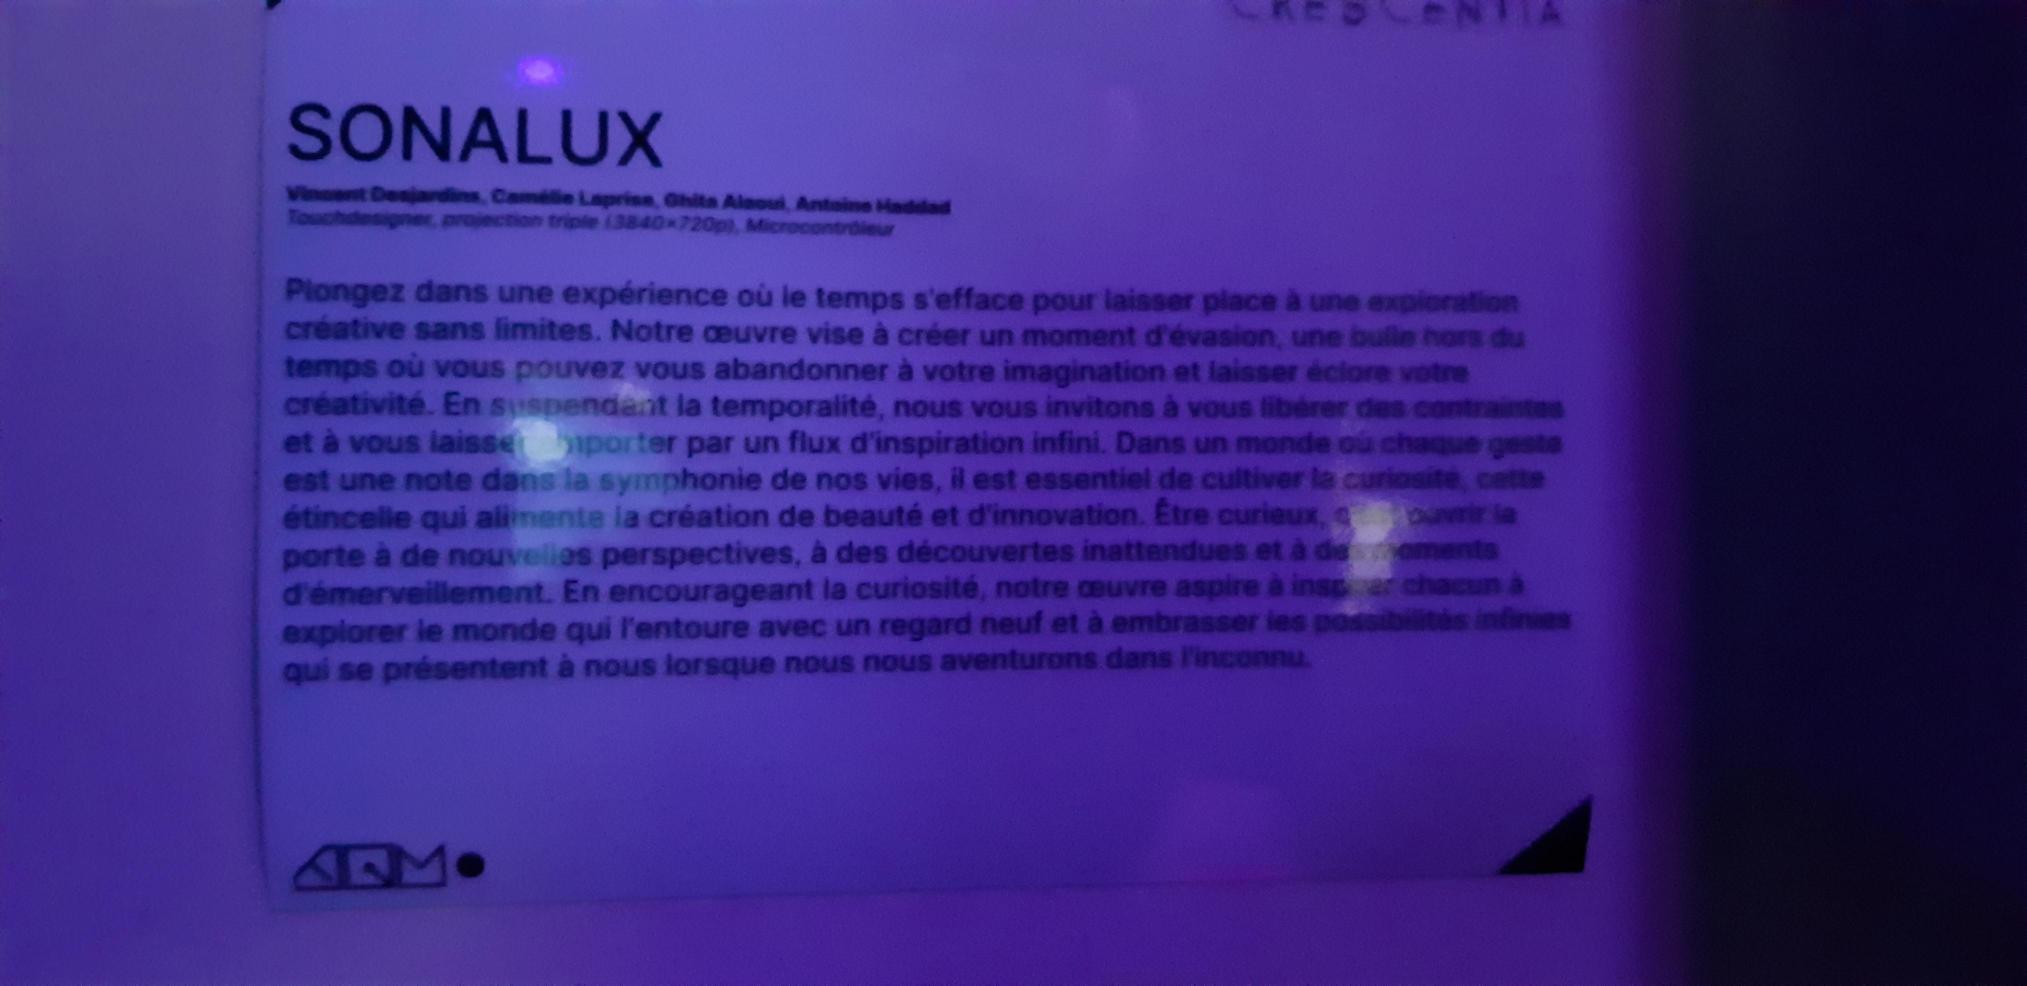 CRESCENTIA
SONALUX
Vincent Desjardins, Camélie Laprise, Ghita Alaoui, Antoine Haddad
Touchdesigner, projection triple (3840×720p), Microcontrôleur
Plongez dans une expérience où le temps s'efface pour laisser place à une exploration
créative sans limites. Notre œuvre vise à créer un moment d'évasion, une bulle hors du
temps où vous pouvez vous abandonner à votre imagination et laisser éclore votre
créativité. En suspendant la temporalité, nous vous invitons à vous libérer des contraintes
et à vous laisser emporter par un flux d'inspiration infini. Dans un monde où chaque geste
est une note dans la symphonie de nos vies, il est essentiel de cultiver la curiosité, cette
étincelle qui alimente la création de beauté et d'innovation. Être curieux, ouvrir la
porte à de nouvelles perspectives, à des découvertes inattendues et à des moments
d'émerveillement. En encourageant la curiosité, notre œuvre aspire à inspirer chacun à
explorer le monde qui l'entoure avec un regard neuf et à embrasser les possibilités infinies
qui se présentent à nous lorsque nous nous aventurons dans l'inconnu.